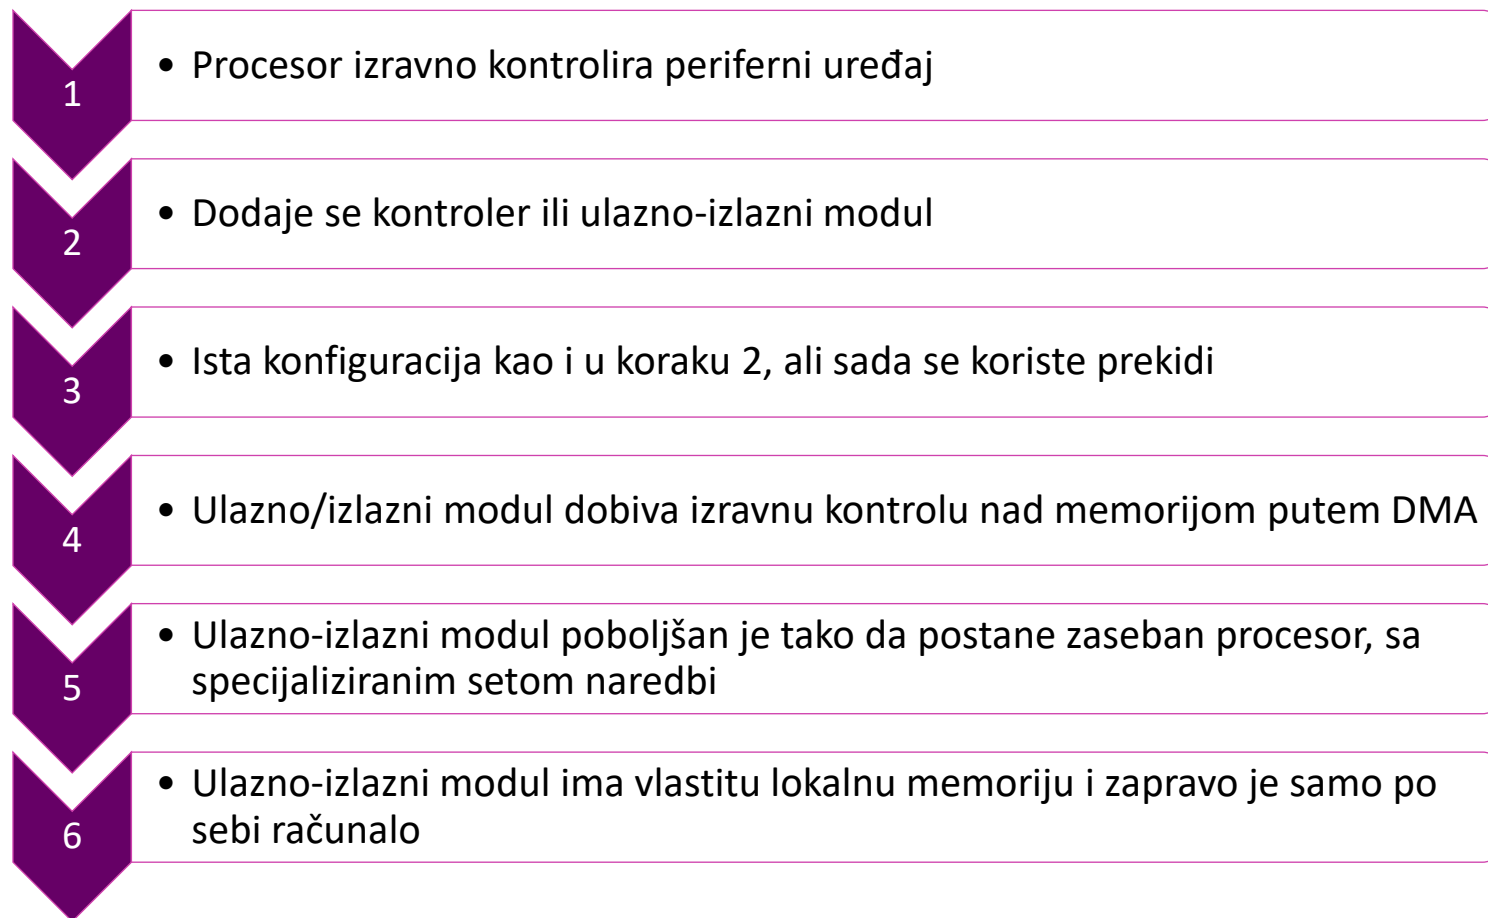 1
• Procesor izravno kontrolira periferni uređaj
2
• Dodaje se kontroler ili ulazno-izlazni modul
3
• Ista konfiguracija kao i u koraku 2, ali sada se koriste prekidi
4
• Ulazno/izlazni modul dobiva izravnu kontrolu nad memorijom putem DMA
5
• Ulazno-izlazni modul poboljšan je tako da postane zaseban procesor, sa
specijaliziranim setom naredbi
6
• Ulazno-izlazni modul ima vlastitu lokalnu memoriju i zapravo je samo po
sebi računalo